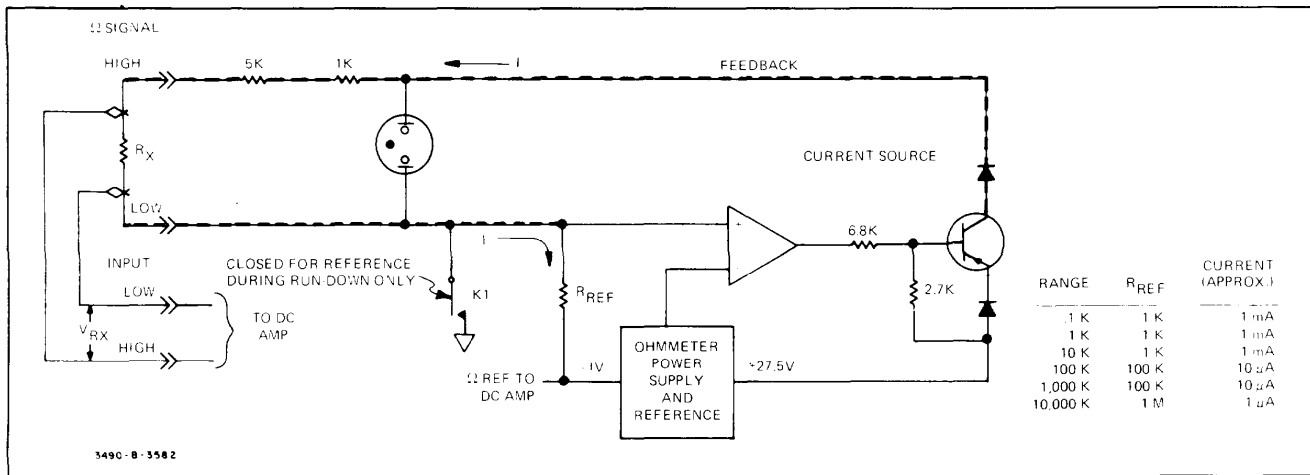 Ω SIGNAL
HIGH
5K
1K
I
FEEDBACK
R X
CURRENT SOURCE
LOW
+
6.8K
INPUT
I
LOW
CLOSED FOR REFERENCE
DURING RUN-DOWN ONLY
K1
R REF
2.7K
TO DC
AMP
V RX
HIGH
Ω REF TO
DC AMP
-1V
OHMMETER
POWER
SUPPLY
AND
REFERENCE
+27.5V
RANGE R REF CURRENT (APPROX.)
.1 K 1 K 1 mA
1 K 1 K 1 mA
10 K 1 K 1 mA
100 K 100 K 10 µA
1,000 K 100 K 10 µA
10,000 K 1 M 1 µA
3490-B-3582